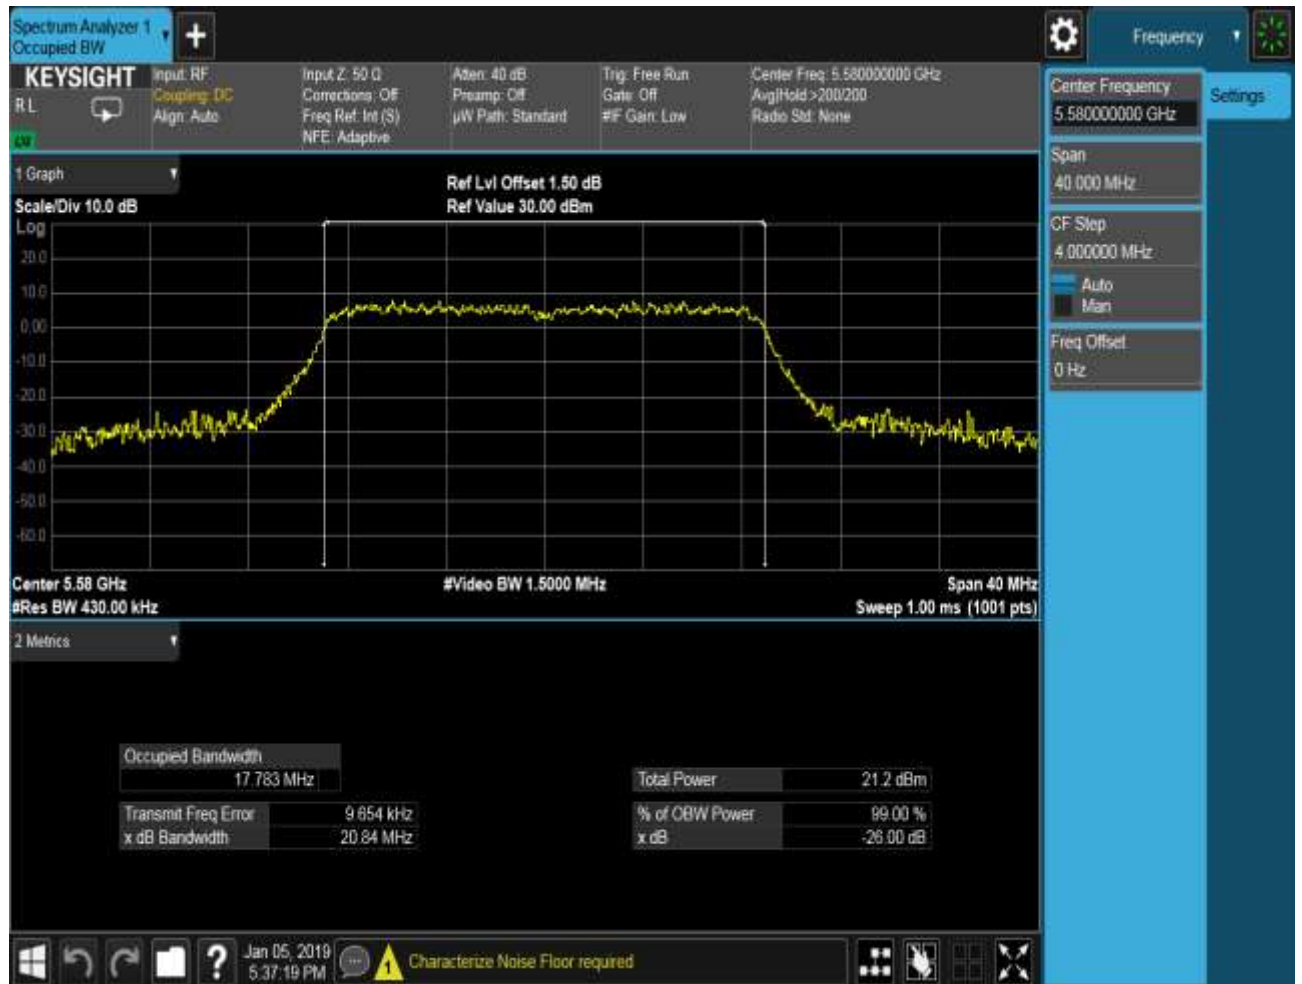 Spectrum Analyzer 1
Occupied BW
Frequency
KEYSIGHT
RL
Input: RF
Coupling: DC
Align: Auto
Input Z: 50 Ω
Corrections: Off
Freq Ref: Int (S)
NFE: Adaptive
Atten: 40 dB
Preamp: Off
µW Path: Standard
Trig: Free Run
Gate: Off
#IF Gain: Low
Center Freq: 5.580000000 GHz
Avg|Hold:>200/200
Radio Std: None
Center Frequency
5.580000000 GHz
Settings
Span
40.000 MHz
CF Step
4.000000 MHz
Auto
Man
Freq Offset
0 Hz
1 Graph
Scale/Div 10.0 dB
Ref Lvl Offset 1.50 dB
Ref Value 30.00 dBm
Log
20.0
10.0
0.00
-10.0
-20.0
-30.0
-40.0
-50.0
-60.0
Center 5.58 GHz
#Video BW 1.5000 MHz
Span 40 MHz
#Res BW 430.00 kHz
Sweep 1.00 ms (1001 pts)
2 Metrics
Occupied Bandwidth
17.783 MHz
Total Power 21.2 dBm
Transmit Freq Error 9.654 kHz
% of OBW Power 99.00 %
x dB Bandwidth 20.84 MHz
x dB -26.00 dB
?
Jan 05, 2019
5:37:19 PM
1
Characterize Noise Floor required